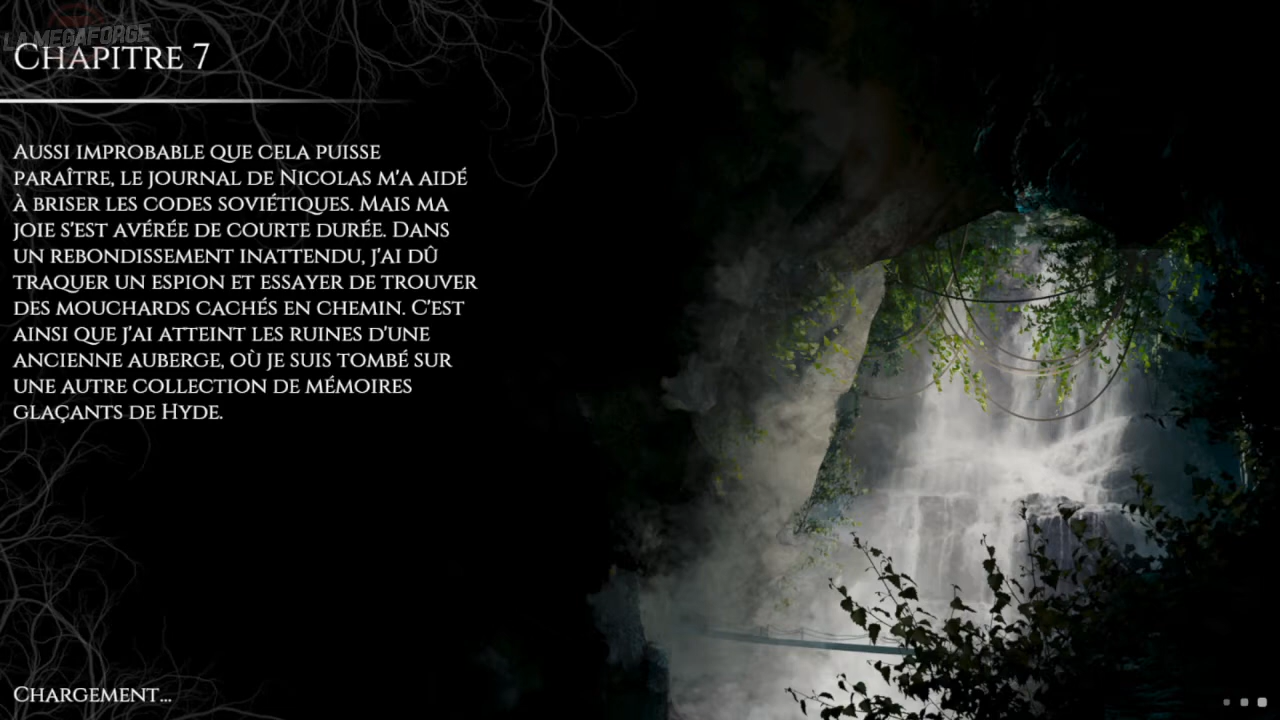 LA MEGAFORGE
Chapitre 7
Aussi improbable que cela puisse
paraître, le journal de Nicolas m'a aidé
à briser les codes soviétiques. Mais ma
joie s'est avérée de courte durée. Dans
un rebondissement inattendu, j'ai dû
traquer un espion et essayer de trouver
des mouchards cachés en chemin. C'est
ainsi que j'ai atteint les ruines d'une
ancienne auberge, où je suis tombé sur
une autre collection de mémoires
glaçants de Hyde.
Chargement...